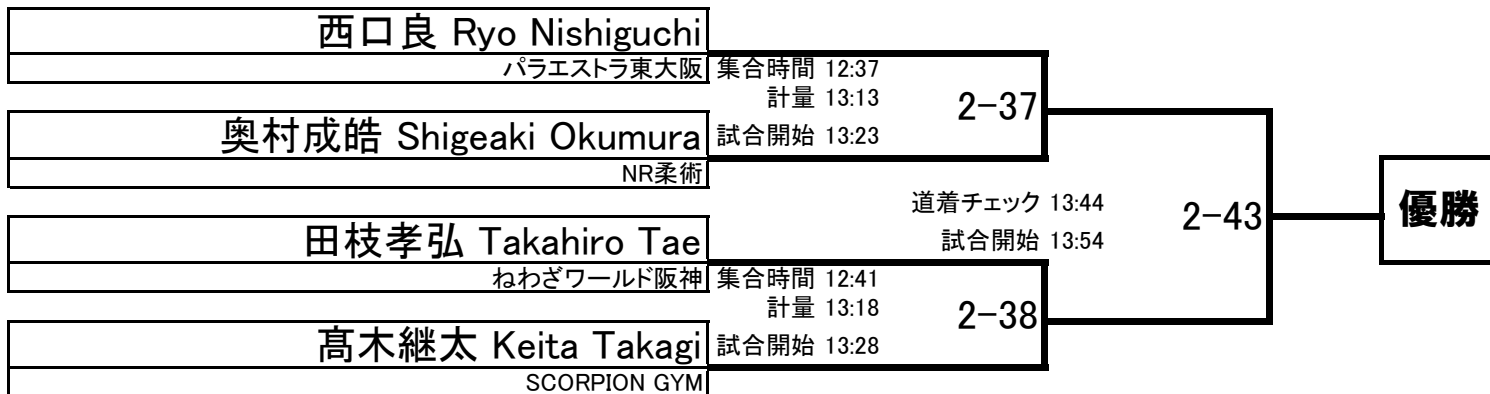 西口良 Ryo Nishiguchi
パラエストラ東大阪
集合時間 12:37
計量 13:13
2-37
奥村成皓 Shigeaki Okumura
試合開始 13:23
NR柔術
道着チェック 13:44
2-43
優勝
試合開始 13:54
田枝孝弘 Takahiro Tae
ねわざワールド阪神
集合時間 12:41
計量 13:18
2-38
髙木継太 Keita Takagi
試合開始 13:28
SCORPION GYM